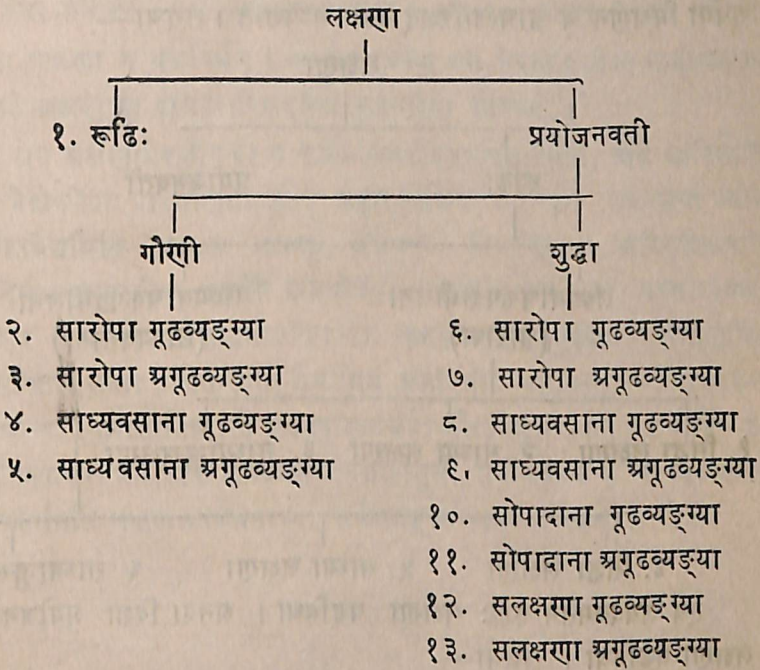 लक्षणा
१. रूढिः प्रयोजनवती
गौणी शुद्धा
२. सारोपा गूढव्यङ्ग्या
३. सारोपा अगूढव्यङ्ग्या
४. साध्यवसाना गूढव्यङ्ग्या
५. साध्यवसाना अगूढव्यङ्ग्या
६. सारोपा गूढव्यङ्ग्या
७. सारोपा अगूढव्यङ्ग्या
८. साध्यवसाना गूढव्यङ्ग्या
९. साध्यवसाना अगूढव्यङ्ग्या
१०. सोपादाना गूढव्यङ्ग्या
११. सोपादाना अगूढव्यङ्या
१२. सलक्षणा गूढव्यङ्ग्या
१३. सलक्षणा अगूढव्यङ्ग्या